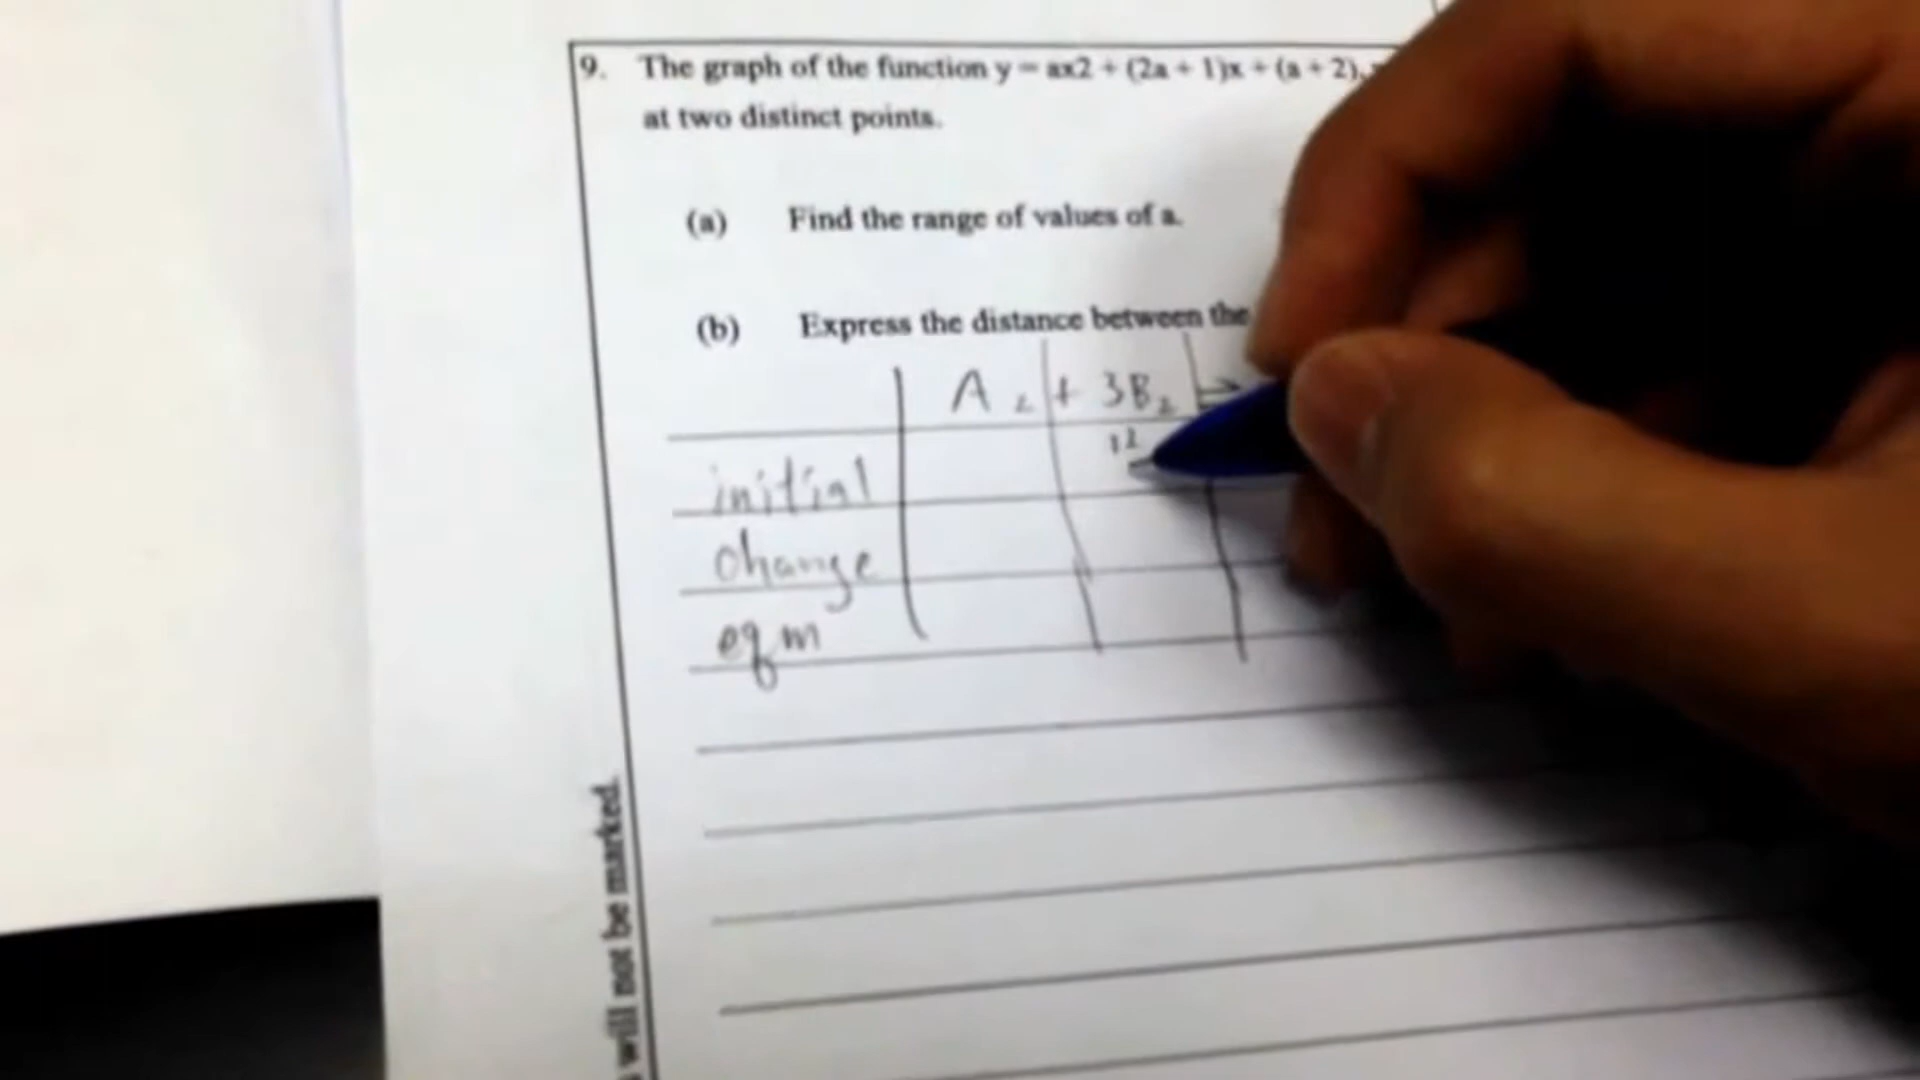 9. The graph of the function y = ax2 + (2a + 1)x + (a + 2),
at two distinct points.
(a) Find the range of values of a.
(b) Express the distance between the
A2 + 3B2 ⇌
initial 12
change
eqm
will not be marked.